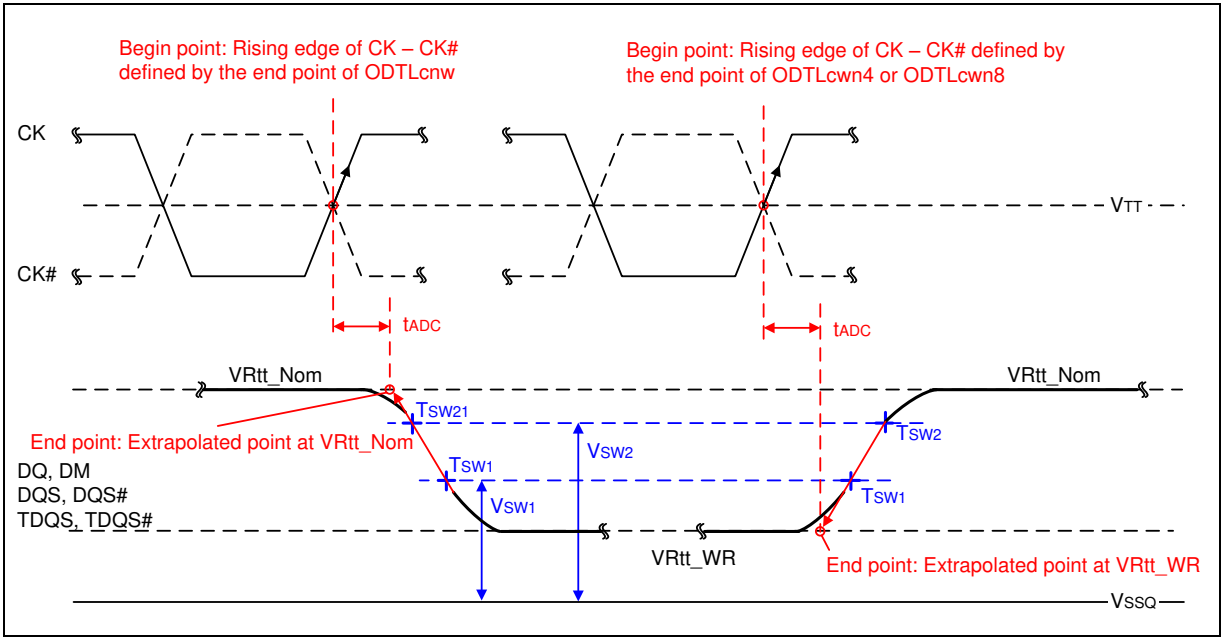 Begin point: Rising edge of CK – CK#
defined by the end point of ODTLcnw
Begin point: Rising edge of CK – CK# defined by
the end point of ODTLcwn4 or ODTLcwn8
CK
VTT
CK#
tADC
tADC
VRtt_Nom
VRtt_Nom
TSW21
End point: Extrapolated point at VRtt_Nom
TSW2
VSW2
DQ, DM
TSW1
DQS, DQS#
VSW1
TSW1
TDQS, TDQS#
VRtt_WR
End point: Extrapolated point at VRtt_WR
VSSQ